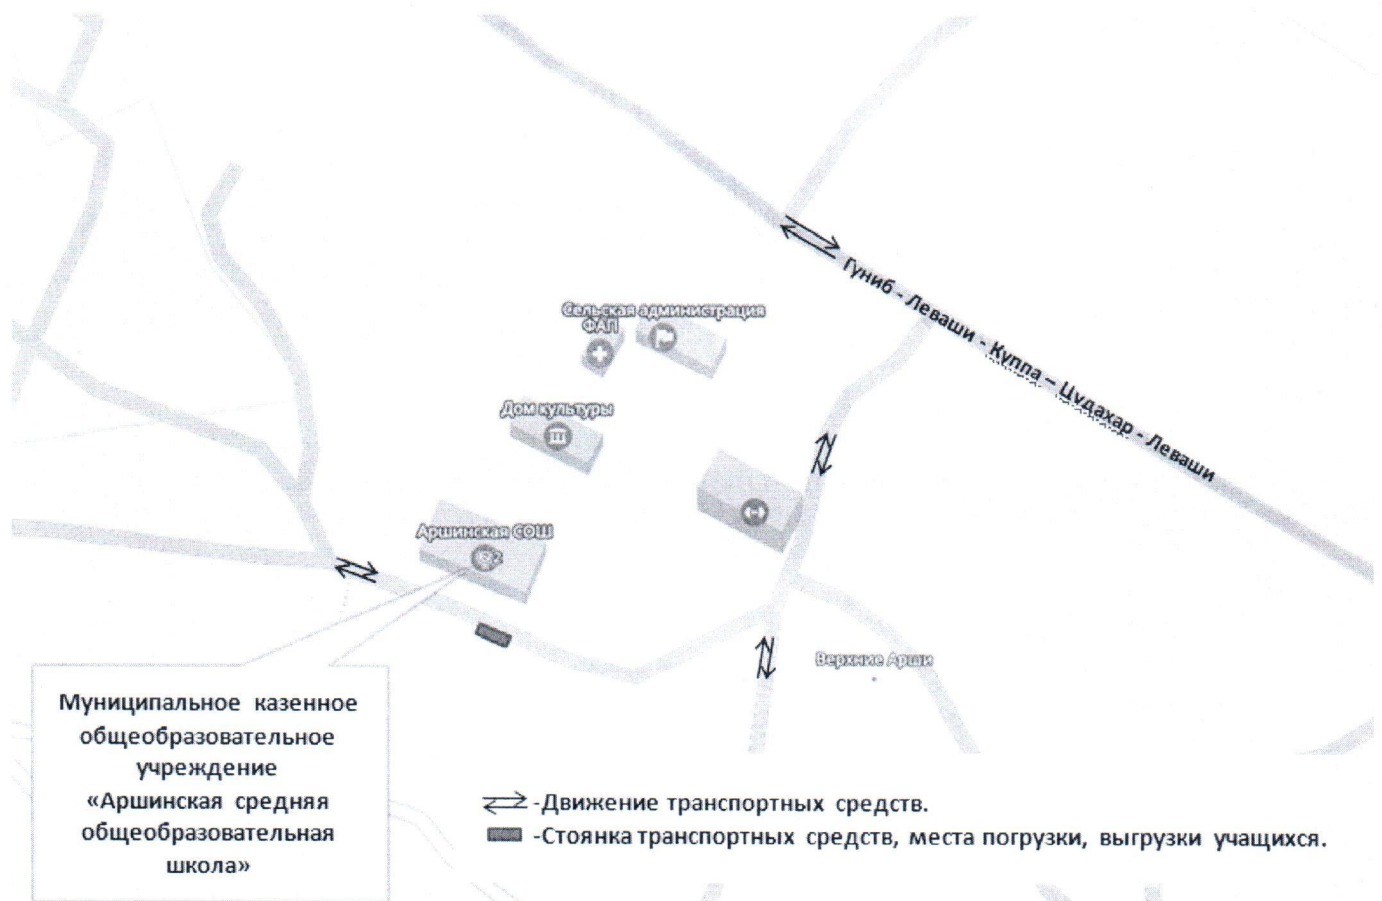 Гуниб - Леваши - Куппа – Цудахар - Леваши
Сельская администрация
ФАП
Дом культуры
Аршинская СОШ
Верхние Арши
Муниципальное казенное
общеобразовательное
учреждение
«Аршинская средняя
общеобразовательная
школа»
-Движение транспортных средств.
-Стоянка транспортных средств, места погрузки, выгрузки учащихся.